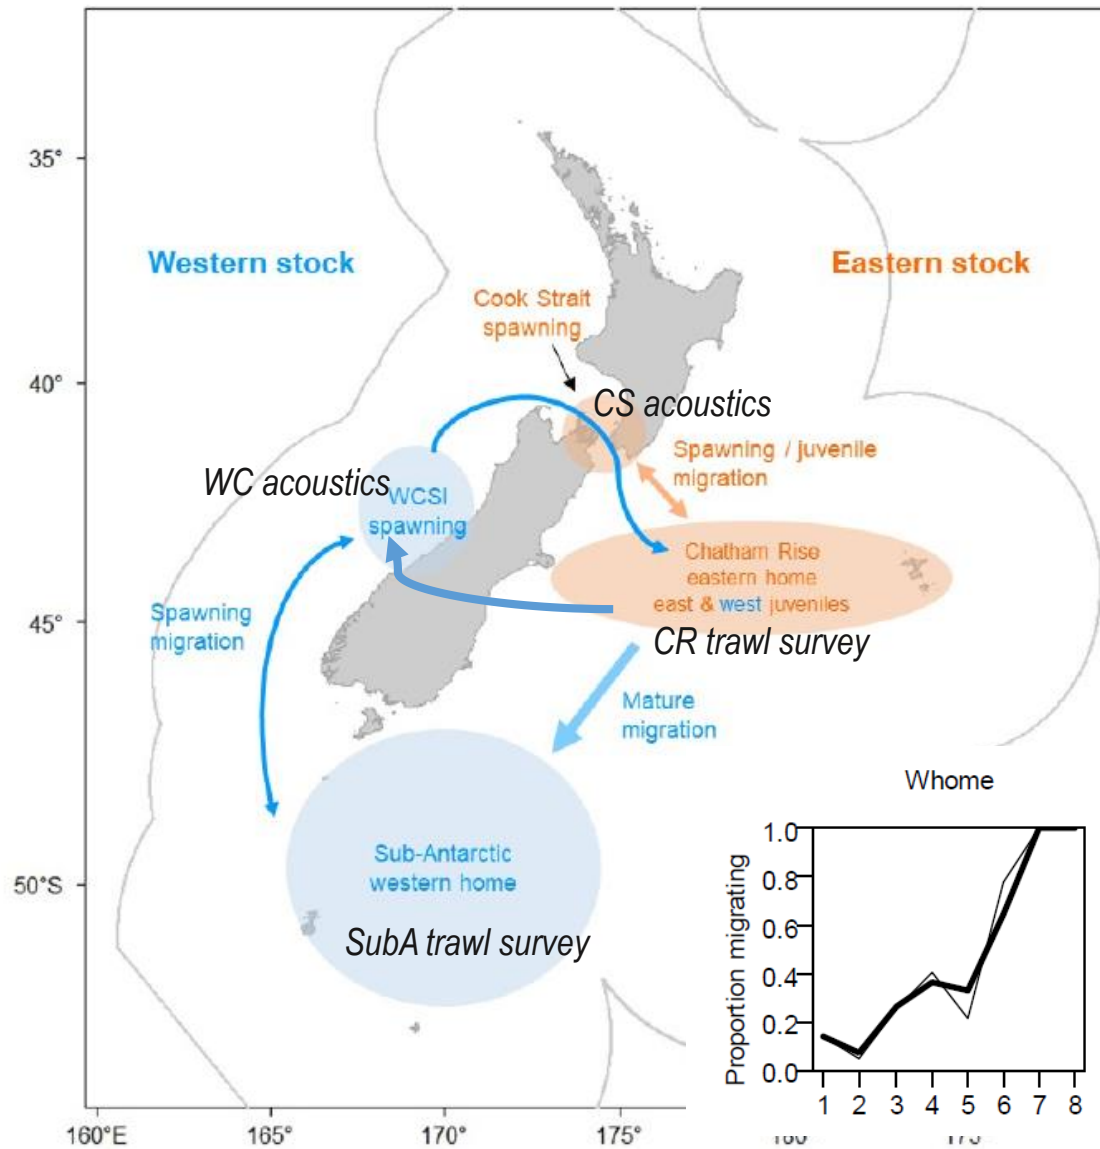 35°
Western stock
Eastern stock
Cook Strait
spawning
40°
CS acoustics
Spawning / juvenile
migration
WC acoustics
WCSI
spawning
Chatham Rise
eastern home
east & west juveniles
Spawning
migration
45°
CR trawl survey
Mature
migration
Whome
Sub-Antarctic
western home
50°S
SubA trawl survey
Proportion migrating
1.0
0.8
0.6
0.4
0.2
0.0
1 2 3 4 5 6 7 8
160°E 165° 170° 175°